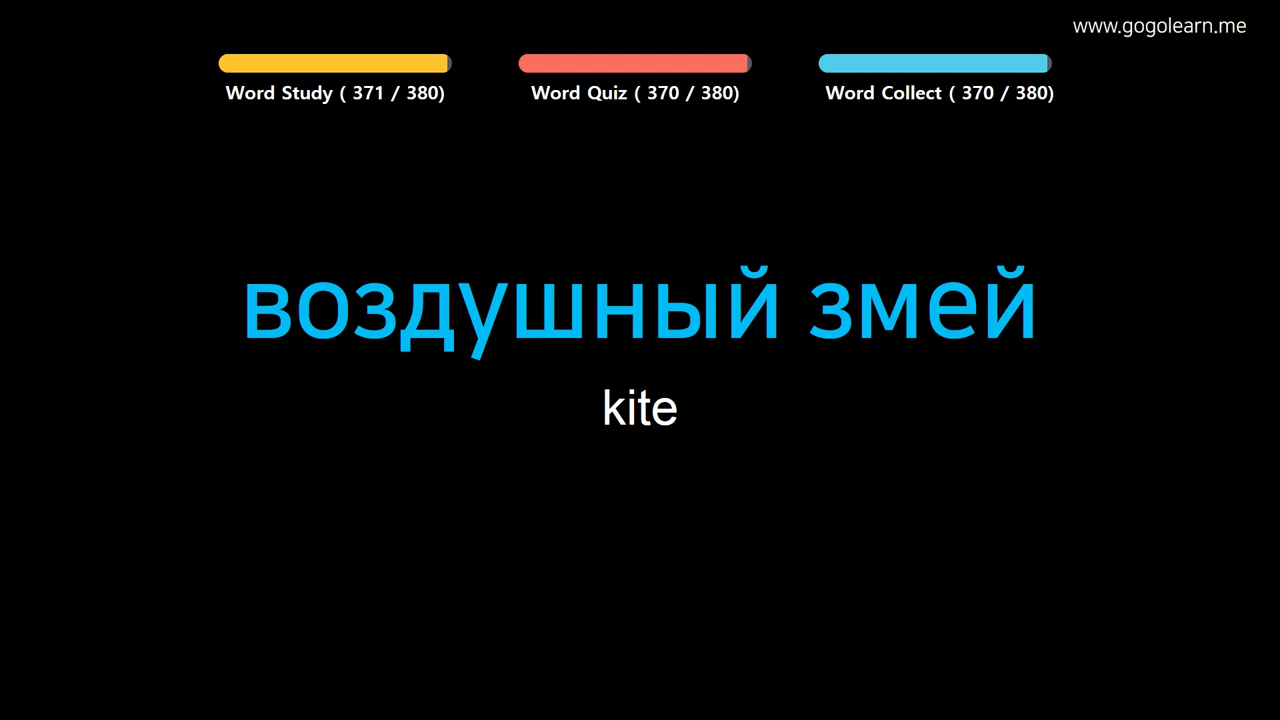 www.gogolearn.me
Word Study ( 371 / 380)
Word Quiz ( 370 / 380)
Word Collect ( 370 / 380)
воздушный змей
kite